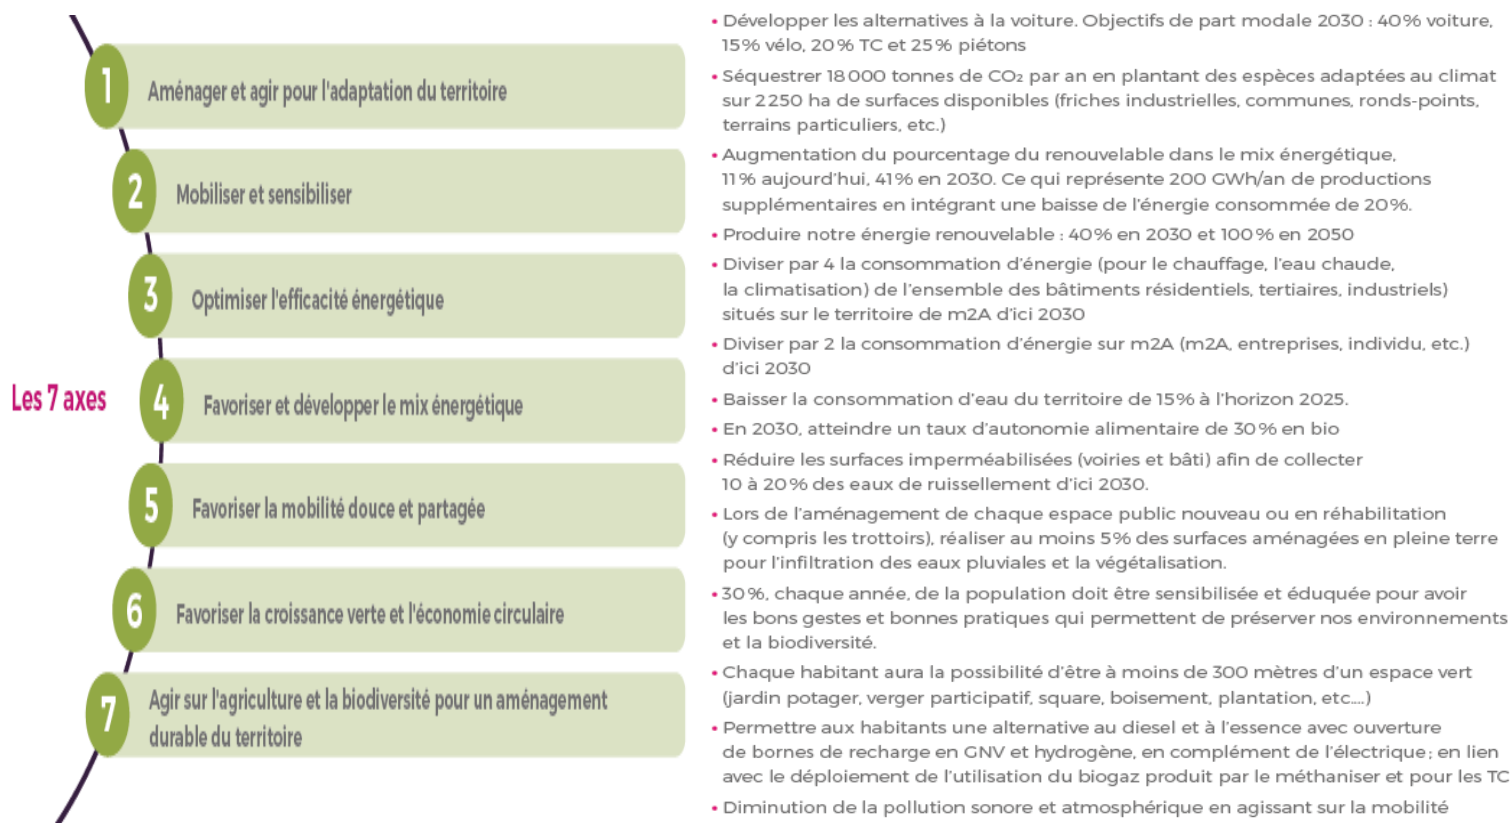 Les 7 axes
1
Aménager et agir pour l'adaptation du territoire
2
Mobiliser et sensibiliser
3
Optimiser l'efficacité énergétique
4
Favoriser et développer le mix énergétique
5
Favoriser la mobilité douce et partagée
6
Favoriser la croissance verte et l'économie circulaire
7
Agir sur l'agriculture et la biodiversité pour un aménagement
durable du territoire
• Développer les alternatives à la voiture. Objectifs de part modale 2030 : 40% voiture,
15% vélo, 20% TC et 25% piétons
• Séquestrer 18 000 tonnes de CO₂ par an en plantant des espèces adaptées au climat
sur 2 250 ha de surfaces disponibles (friches industrielles, communes, ronds-points,
terrains particuliers, etc.)
• Augmentation du pourcentage du renouvelable dans le mix énergétique,
11% aujourd'hui, 41% en 2030. Ce qui représente 200 GWh/an de productions
supplémentaires en intégrant une baisse de l'énergie consommée de 20%.
• Produire notre énergie renouvelable : 40% en 2030 et 100% en 2050
• Diviser par 4 la consommation d'énergie (pour le chauffage, l'eau chaude,
la climatisation) de l'ensemble des bâtiments résidentiels, tertiaires, industriels)
situés sur le territoire de m2A d'ici 2030
• Diviser par 2 la consommation d'énergie sur m2A (m2A, entreprises, individu, etc.)
d'ici 2030
• Baisser la consommation d'eau du territoire de 15% à l'horizon 2025.
• En 2030, atteindre un taux d'autonomie alimentaire de 30% en bio
• Réduire les surfaces imperméabilisées (voiries et bâti) afin de collecter
10 à 20% des eaux de ruissellement d'ici 2030.
• Lors de l'aménagement de chaque espace public nouveau ou en réhabilitation
(y compris les trottoirs), réaliser au moins 5% des surfaces aménagées en pleine terre
pour l'infiltration des eaux pluviales et la végétalisation.
• 30%, chaque année, de la population doit être sensibilisée et éduquée pour avoir
les bons gestes et bonnes pratiques qui permettent de préserver nos environnements
et la biodiversité.
• Chaque habitant aura la possibilité d'être à moins de 300 mètres d'un espace vert
(jardin potager, verger participatif, square, boisement, plantation, etc....)
• Permettre aux habitants une alternative au diesel et à l'essence avec ouverture
de bornes de recharge en GNV et hydrogène, en complément de l'électrique ; en lien
avec le déploiement de l'utilisation du biogaz produit par le méthaniser et pour les TC
• Diminution de la pollution sonore et atmosphérique en agissant sur la mobilité